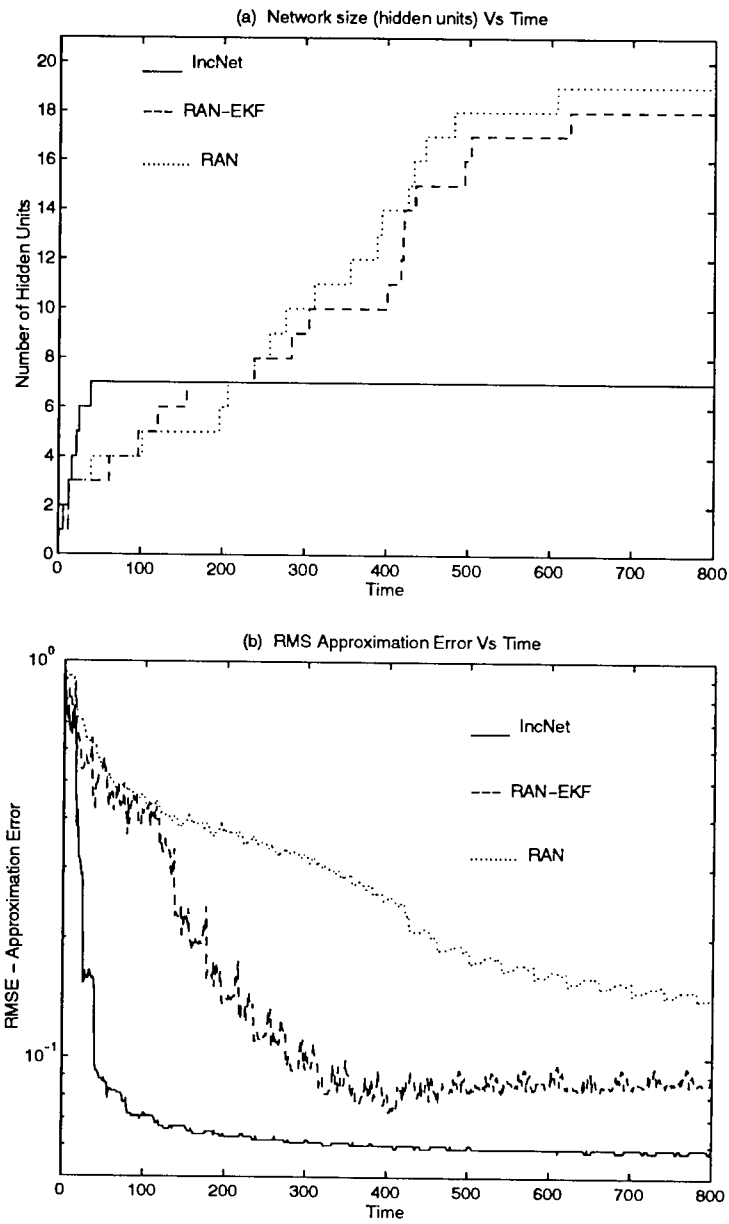 (a) Network size (hidden units) Vs Time
20
18
16
14
12
10
8
6
4
2
0
Number of Hidden Units
IncNet
RAN-EKF
RAN
0 100 200 300 400 500 600 700 800
Time
(b) RMS Approximation Error Vs Time
10^0
10^-1
RMSE - Approximation Error
IncNet
RAN-EKF
RAN
0 100 200 300 400 500 600 700 800
Time